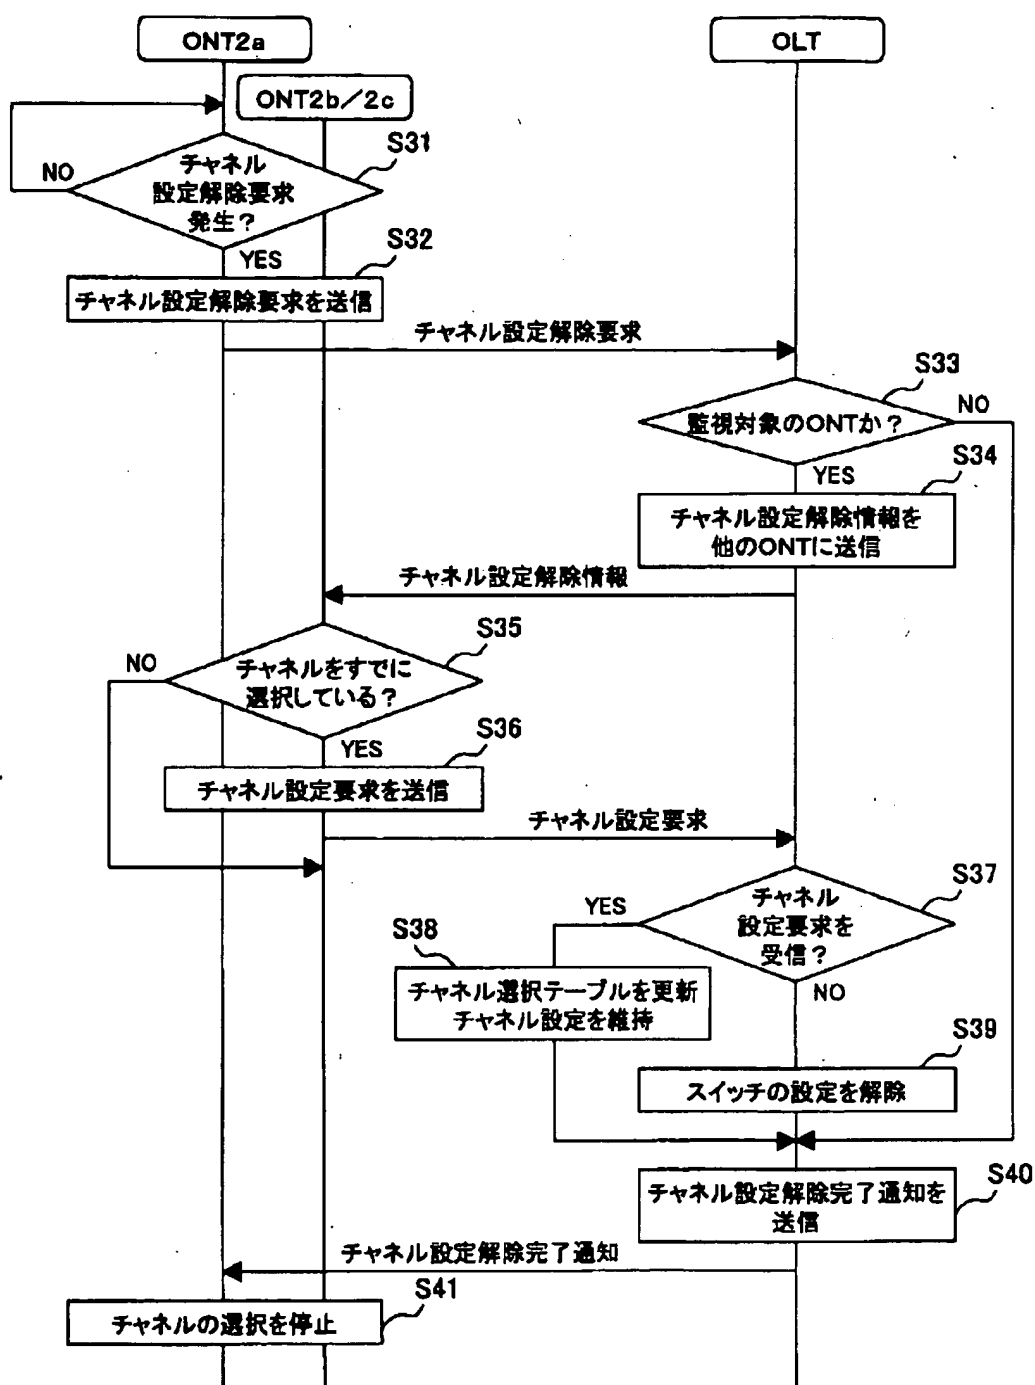 ONT2a
OLT
ONT2b/2c
S31
NO
チャネル
設定解除要求
発生?
S32
YES
チャネル設定解除要求を送信
チャネル設定解除要求
S33
NO
監視対象のONTか?
S34
YES
チャネル設定解除情報を
他のONTに送信
チャネル設定解除情報
S35
NO
チャネルをすでに
選択している?
S36
YES
チャネル設定要求を送信
チャネル設定要求
S37
YES
チャネル
設定要求を
受信?
S38
NO
チャネル選択テーブルを更新
チャネル設定を維持
S39
スイッチの設定を解除
S40
チャネル設定解除完了通知を
送信
チャネル設定解除完了通知
S41
チャネルの選択を停止